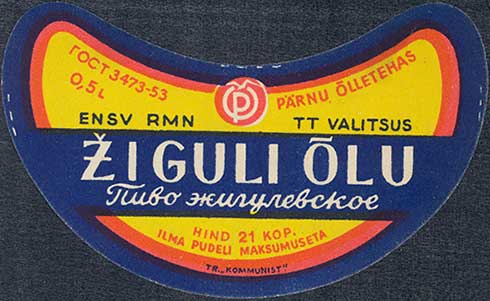 ГОСТ 3473-53
0,5 L
PÄRNU ÕLLETEHAS
ENSV RMN TT VALITSUS
ŽIGULI ÕLU
Пиво жигулевское
HIND 21 KOP.
ILMA PUDELI MAKSUMUSETA
TR. „KOMMUNIST"